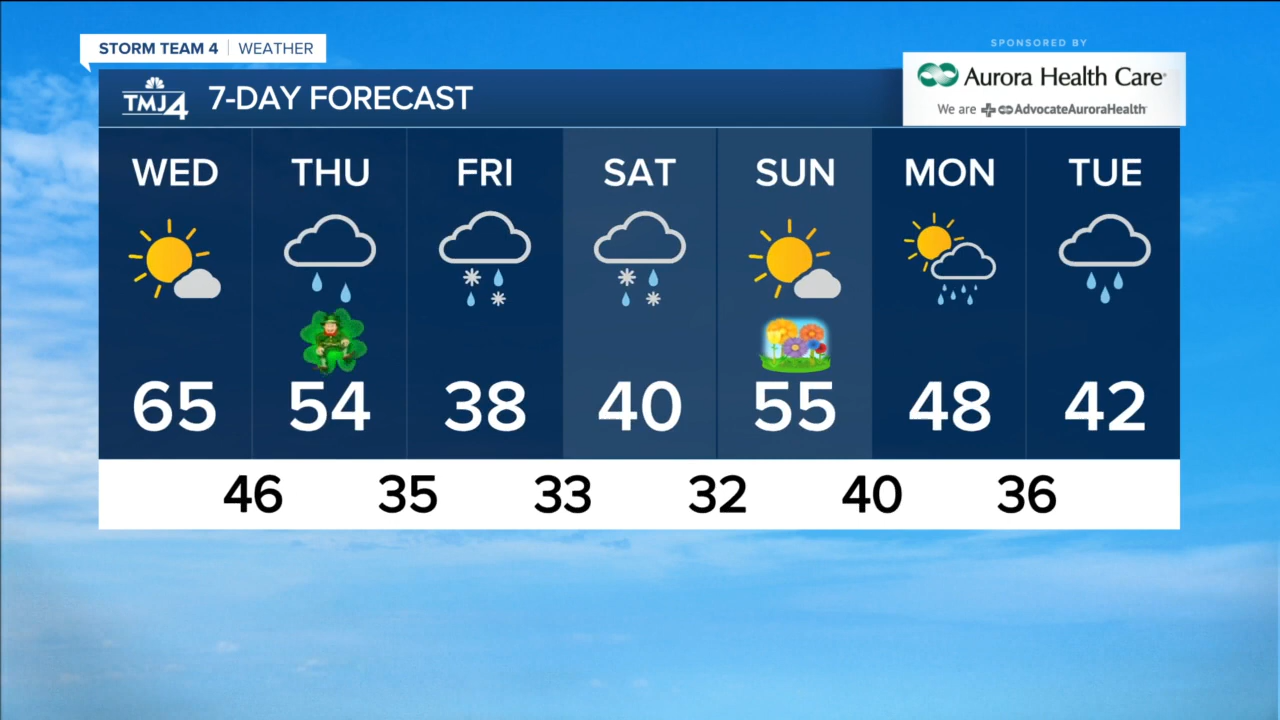 STORM TEAM 4 | WEATHER
SPONSORED BY
Aurora Health Care
We are AdvocateAuroraHealth
TMJ4 7-DAY FORECAST
WED THU FRI SAT SUN MON TUE
65 54 38 40 55 48 42
46 35 33 32 40 36